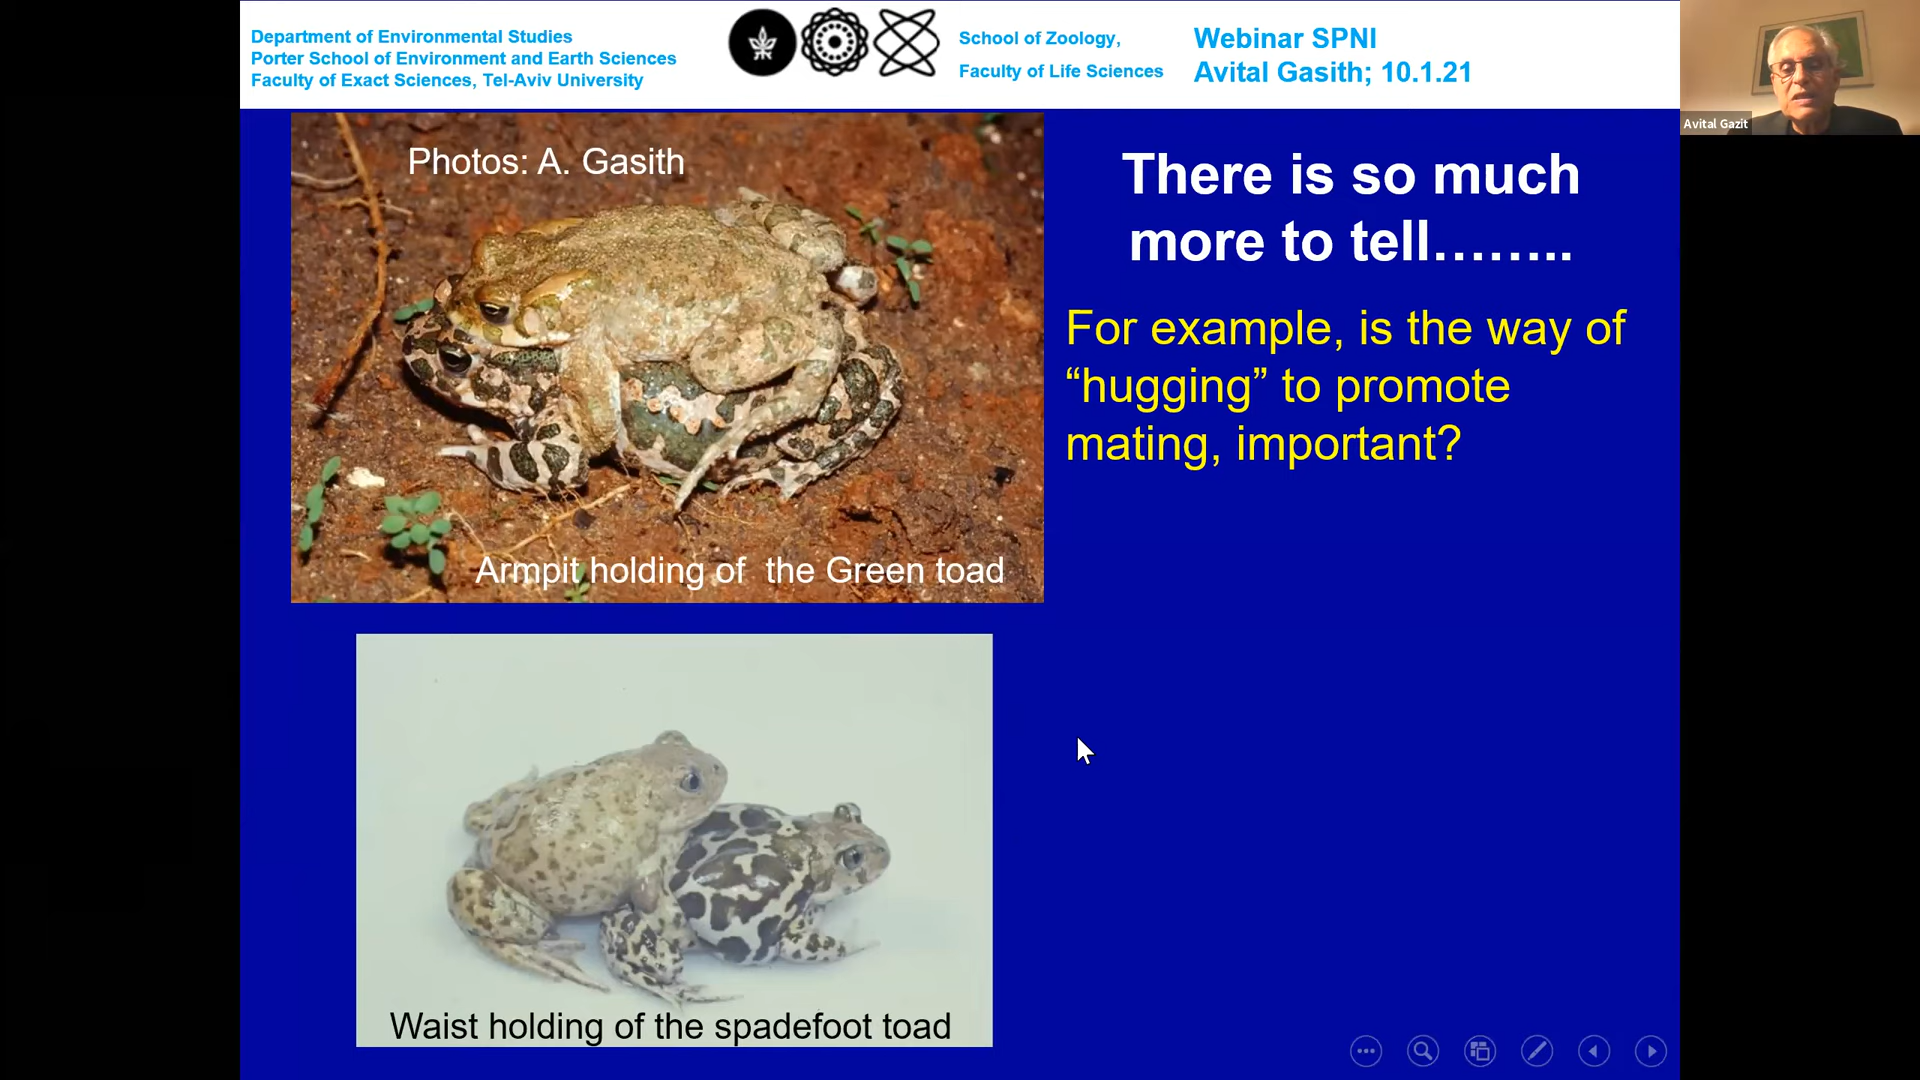 Department of Environmental Studies
Porter School of Environment and Earth Sciences
Faculty of Exact Sciences, Tel-Aviv University
School of Zoology,
Faculty of Life Sciences
Webinar SPNI
Avital Gasith; 10.1.21
Avital Gazit
Photos: A. Gasith
Armpit holding of the Green toad
There is so much
more to tell……..
For example, is the way of
“hugging” to promote
mating, important?
Waist holding of the spadefoot toad